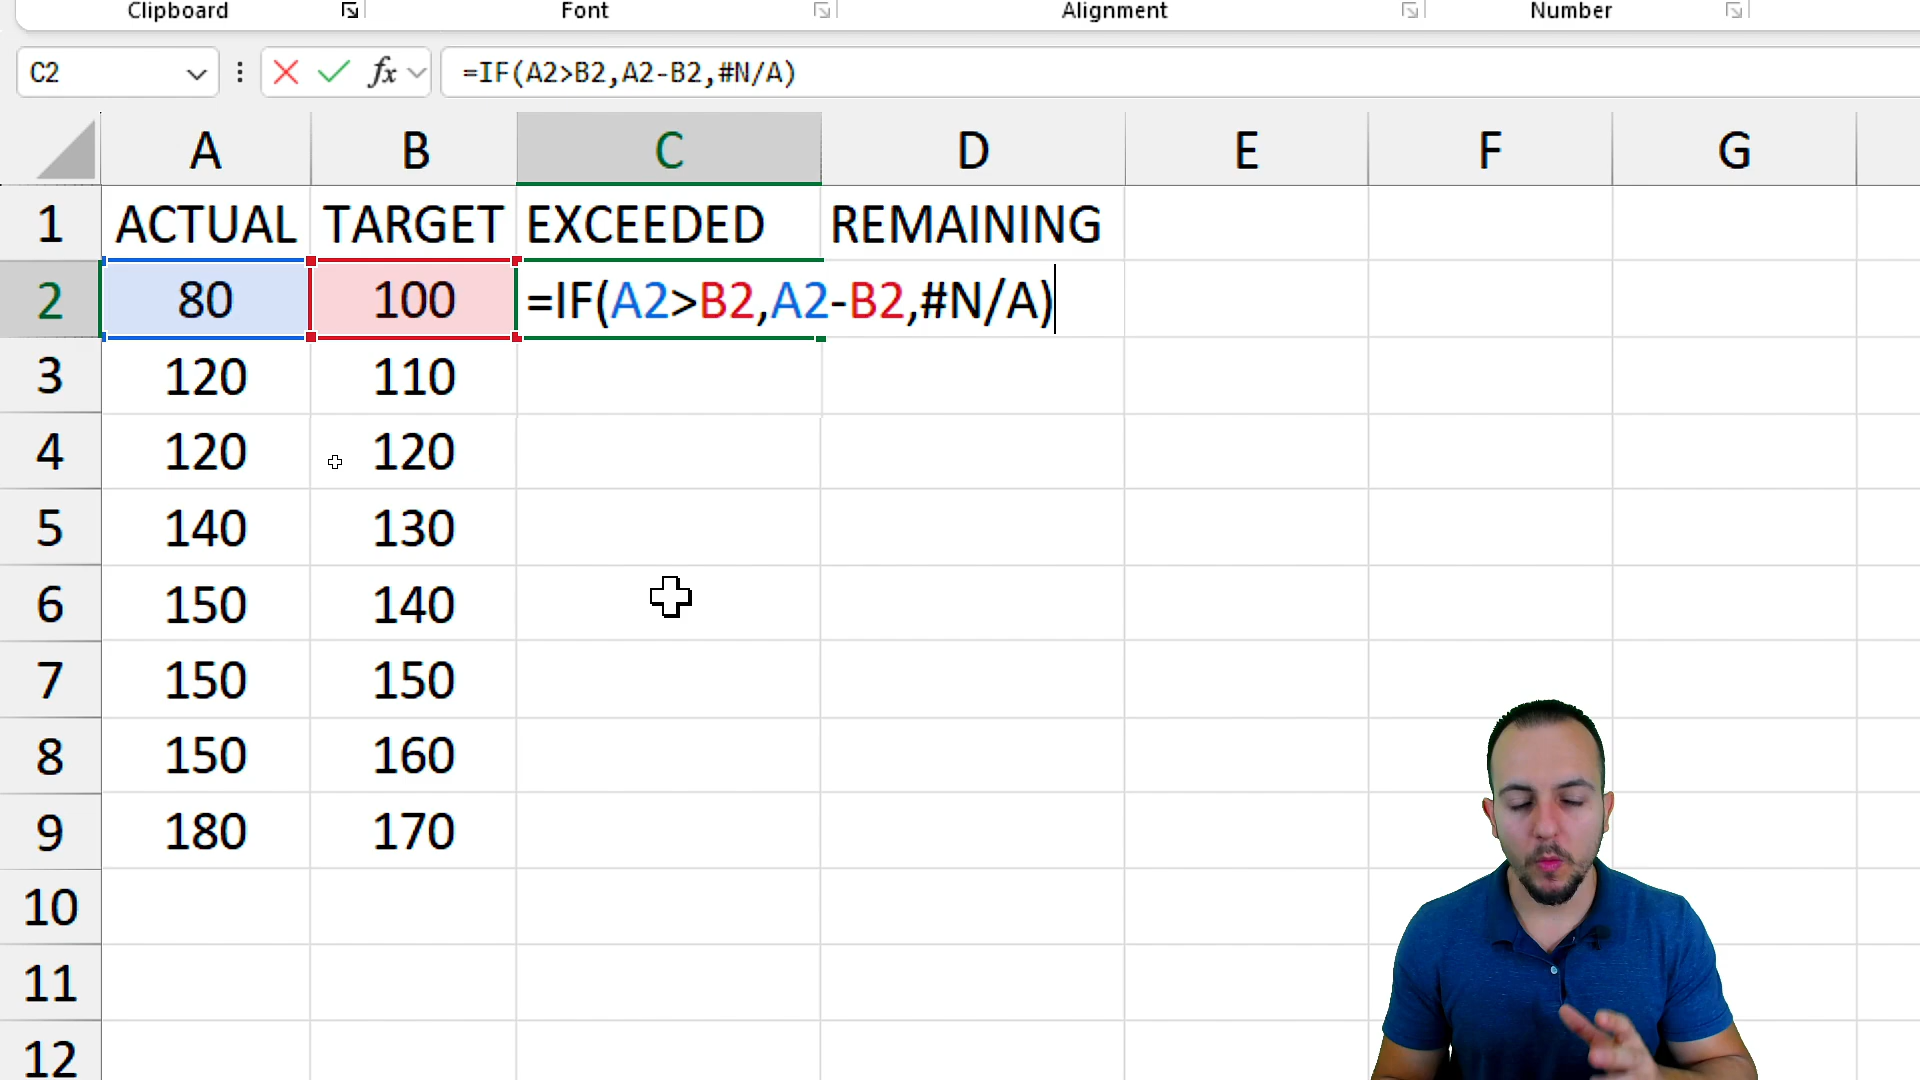 Clipboard Font Alignment Number
C2 fx =IF(A2>B2,A2-B2,#N/A)
A B C D E F G
1 ACTUAL TARGET EXCEEDED REMAINING
2 80 100 =IF(A2>B2,A2-B2,#N/A)
3 120 110
4 120 120
5 140 130
6 150 140
7 150 150
8 150 160
9 180 170
10
11
12